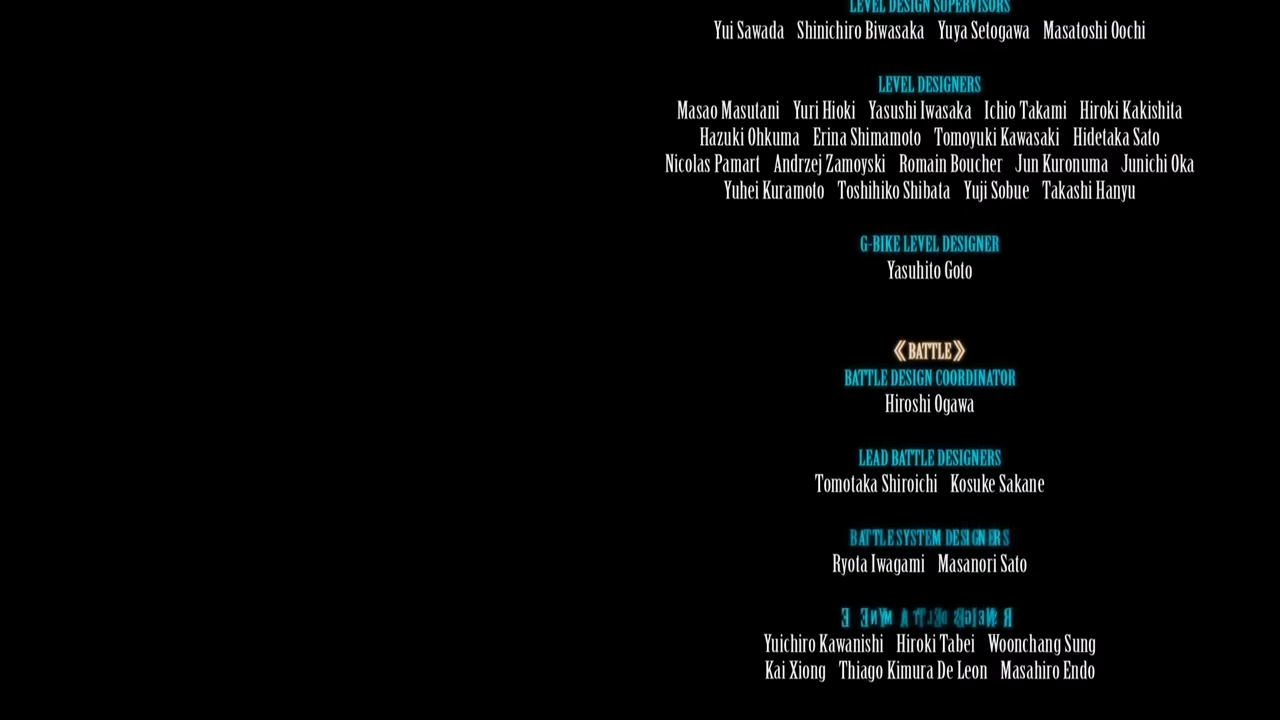 LEVEL DESIGN SUPERVISORS
Yui Sawada Shinichiro Biwasaka Yuya Setogawa Masatoshi Oochi
LEVEL DESIGNERS
Masao Masutani Yuri Hioki Yasushi Iwasaka Ichio Takami Hiroki Kakishita
Hazuki Ohkuma Erina Shimamoto Tomoyuki Kawasaki Hidetaka Sato
Nicolas Pamart Andrzej Zamoyski Romain Boucher Jun Kuronuma Junichi Oka
Yuhei Kuramoto Toshihiko Shibata Yuji Sobue Takashi Hanyu
G-BIKE LEVEL DESIGNER
Yasuhito Goto
《BATTLE》
BATTLE DESIGN COORDINATOR
Hiroshi Ogawa
LEAD BATTLE DESIGNERS
Tomotaka Shiroichi Kosuke Sakane
BATTLE SYSTEM DESIGNERS
Ryota Iwagami Masanori Sato
Yuichiro Kawanishi Hiroki Tabei Woonchang Sung
Kai Xiong Thiago Kimura De Leon Masahiro Endo